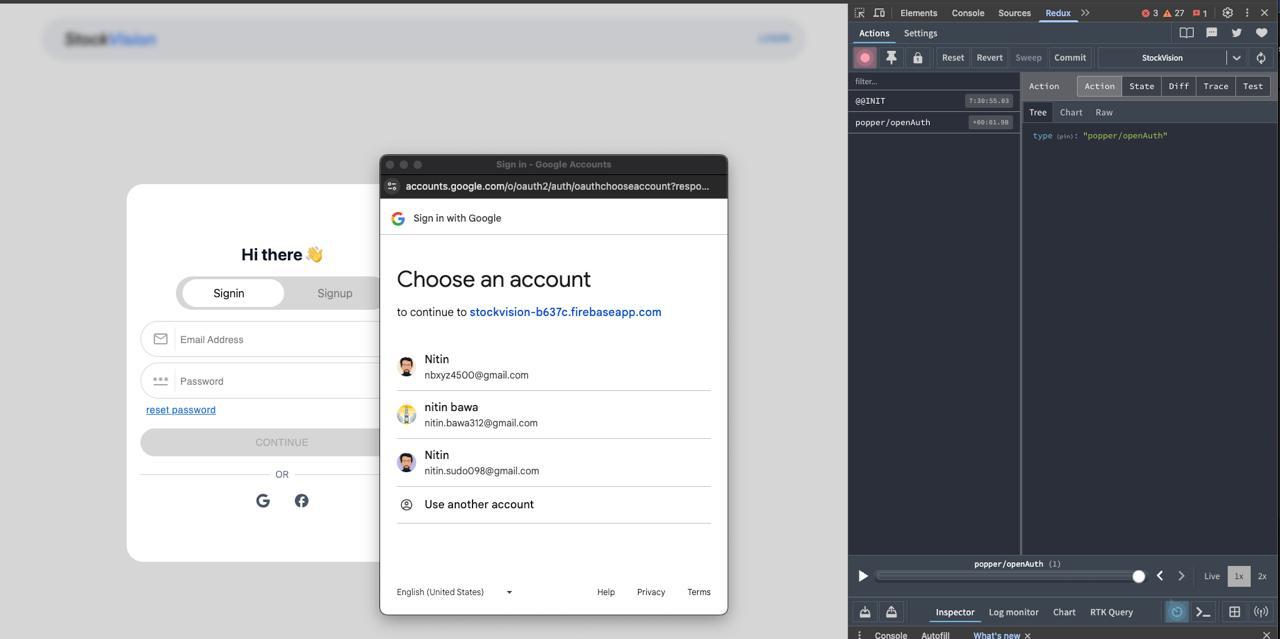 StockVision
LOGIN
Hi there 👋
Signin
Signup
Email Address
Password
reset password
CONTINUE
OR
Sign in - Google Accounts
accounts.google.com/o/oauth2/auth/oauthchooseaccount?respo...
Sign in with Google
Choose an account
to continue to stockvision-b637c.firebaseapp.com
Nitin
nbxyz4500@gmail.com
nitin bawa
nitin.bawa312@gmail.com
Nitin
nitin.sudo098@gmail.com
Use another account
English (United States)
Help
Privacy
Terms
Elements
Console
Sources
Redux
3
27
1
Actions
Settings
Reset
Revert
Sweep
Commit
StockVision
filter...
@@INIT
7:30:55.03
popper/openAuth
+00:01.98
Action
Action
State
Diff
Trace
Test
Tree
Chart
Raw
type (pin): "popper/openAuth"
popper/openAuth (1)
Live
1x
2x
Inspector
Log monitor
Chart
RTK Query
Console
Autofill
What's new